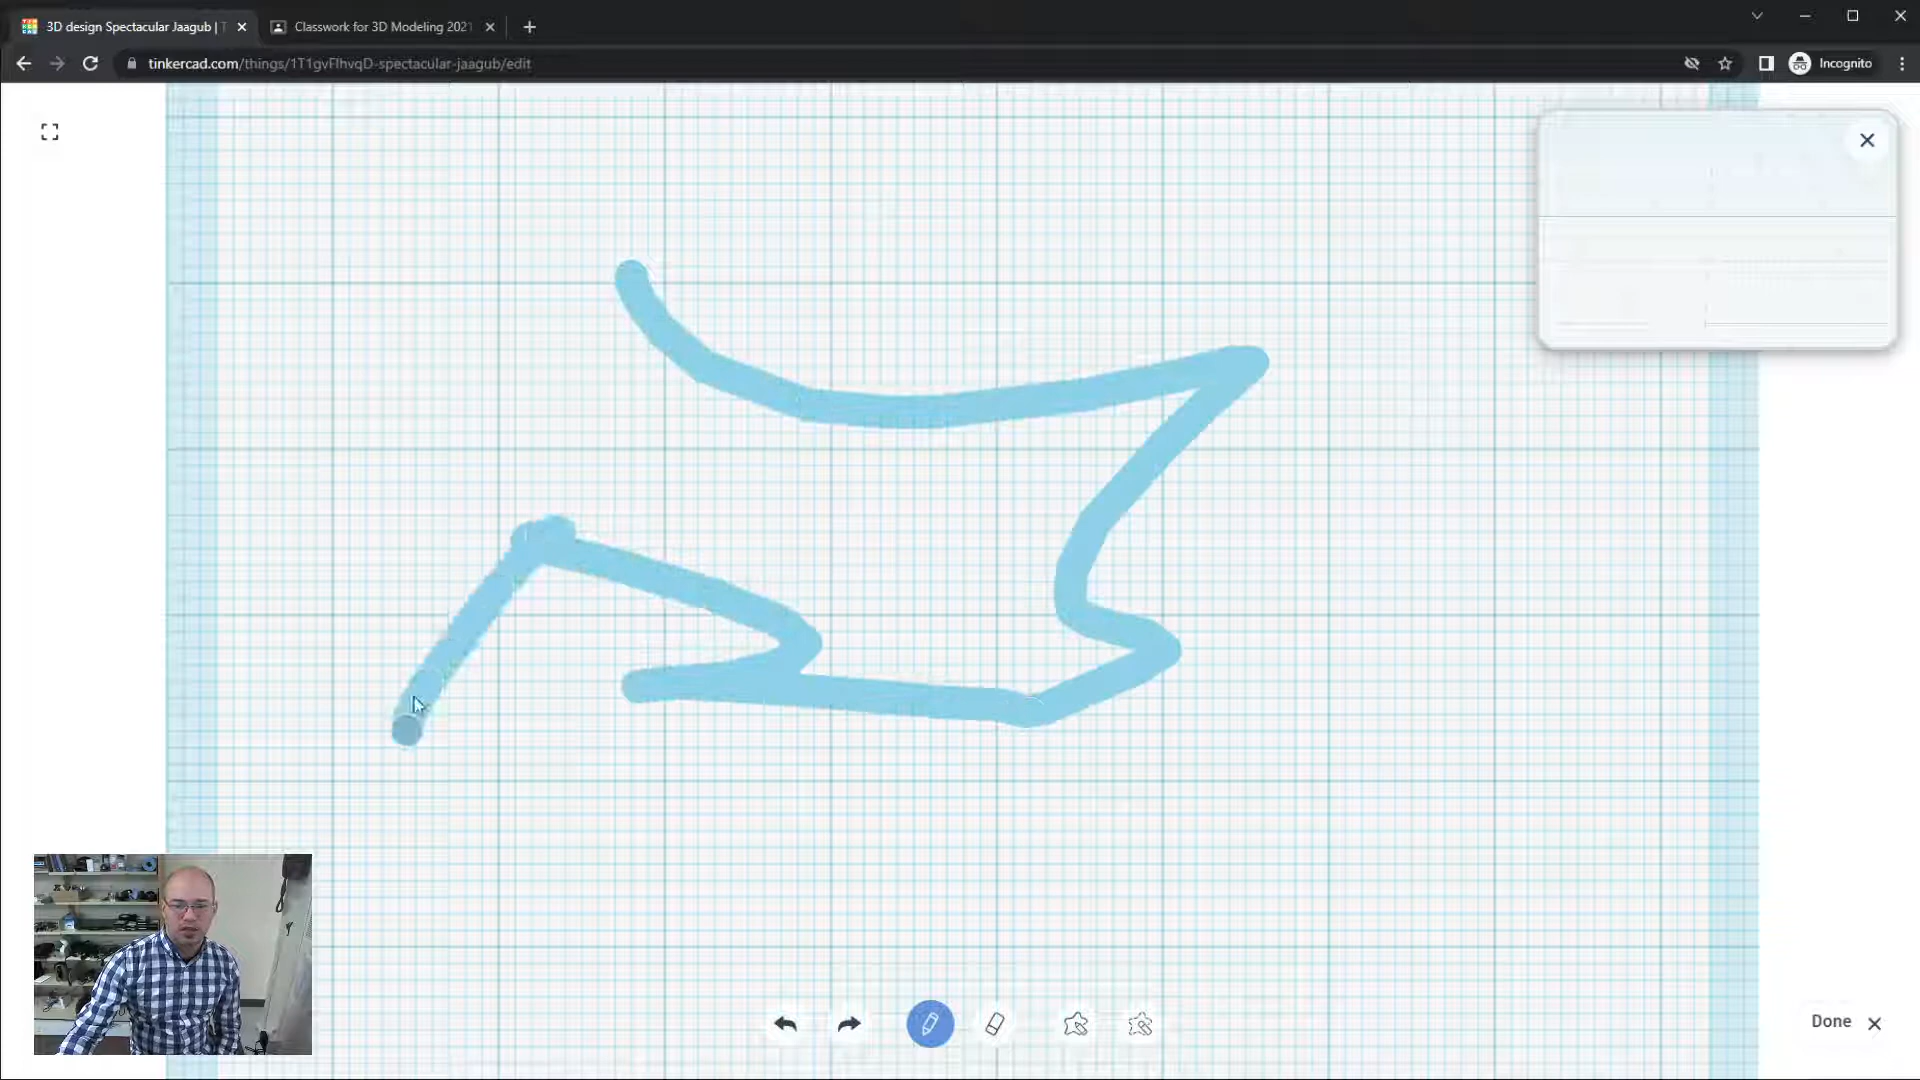 3D design Spectacular Jaagub |
Classwork for 3D Modeling 2021
tinkercad.com/things/1T1gvFlhvqD-spectacular-jaagub/edit
Incognito
Done